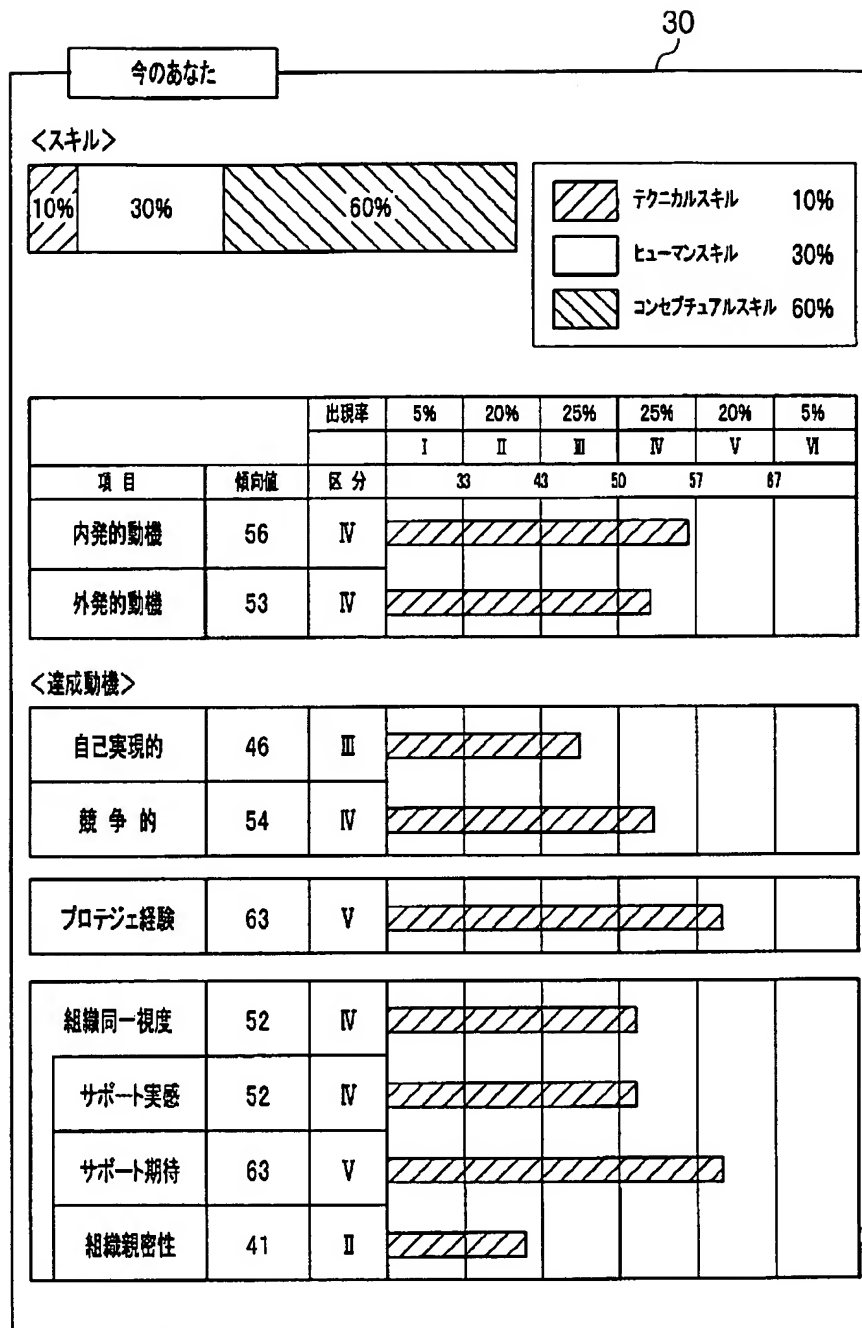 30
今のあなた
<スキル>
10% 30% 60%
テクニカルスキル 10%
ヒューマンスキル 30%
コンセプチュアルスキル 60%
出現率 5% 20% 25% 25% 20% 5%
Ⅰ Ⅱ Ⅲ Ⅳ Ⅴ Ⅵ
項目 傾向値 区分 33 43 50 57 67
内発的動機 56 Ⅳ
外発的動機 53 Ⅳ
<達成動機>
自己実現的 46 Ⅲ
競争的 54 Ⅳ
プロテジェ経験 63 Ⅴ
組織同一視度 52 Ⅳ
サポート実感 52 Ⅳ
サポート期待 63 Ⅴ
組織親密性 41 Ⅱ